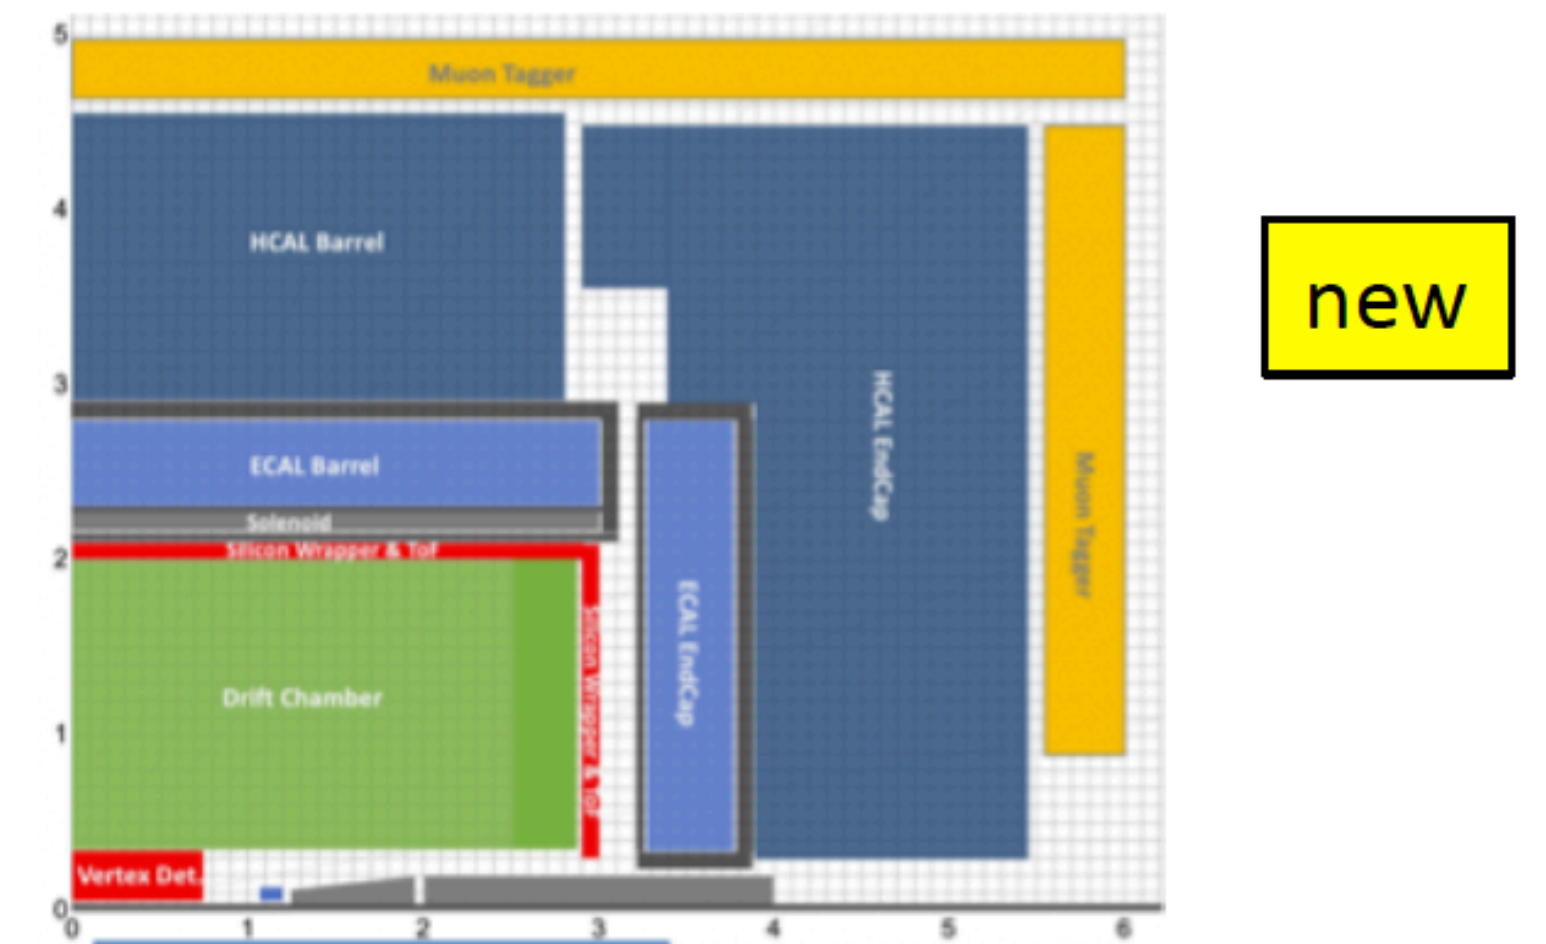 5
Muon Tagger
4
HCAL Barrel
new
3
HCAL EndCap
ECAL Barrel
Muon Tagger
Solenoid
Silicon Wrapper & ToF
2
ECAL EndCap
Silicon Wrapper & ToF
Drift Chamber
1
Vertex Det.
0
0 1 2 3 4 5 6